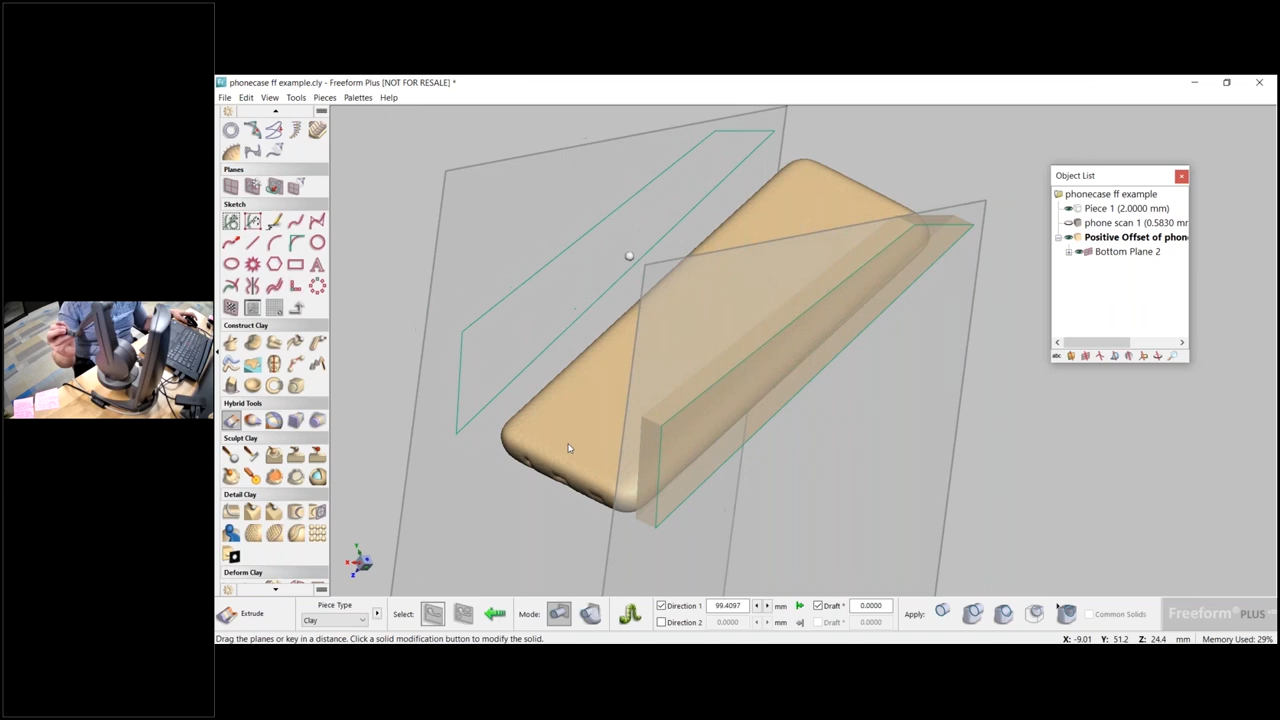 phonecase ff example.cly - Freeform Plus [NOT FOR RESALE] *
File Edit View Tools Pieces Palettes Help
Planes
Sketch
Construct Clay
Hybrid Tools
Sculpt Clay
Detail Clay
Deform Clay
Object List
phonecase ff example
Piece 1 (2.0000 mm)
phone scan 1 (0.5830 mr
Positive Offset of phon
Bottom Plane 2
abc
Y
X
Z
Extrude
Piece Type
Clay
Select:
Mode:
Direction 1 99.4097 mm Draft * 0.0000
Direction 2 0.0000 mm Draft * 0.0000
Apply:
Common Solids
Freeform® PLUS
Drag the planes or key in a distance. Click a solid modification button to modify the solid.
X: -9.01 Y: 51.2 Z: 24.4 mm Memory Used: 29%